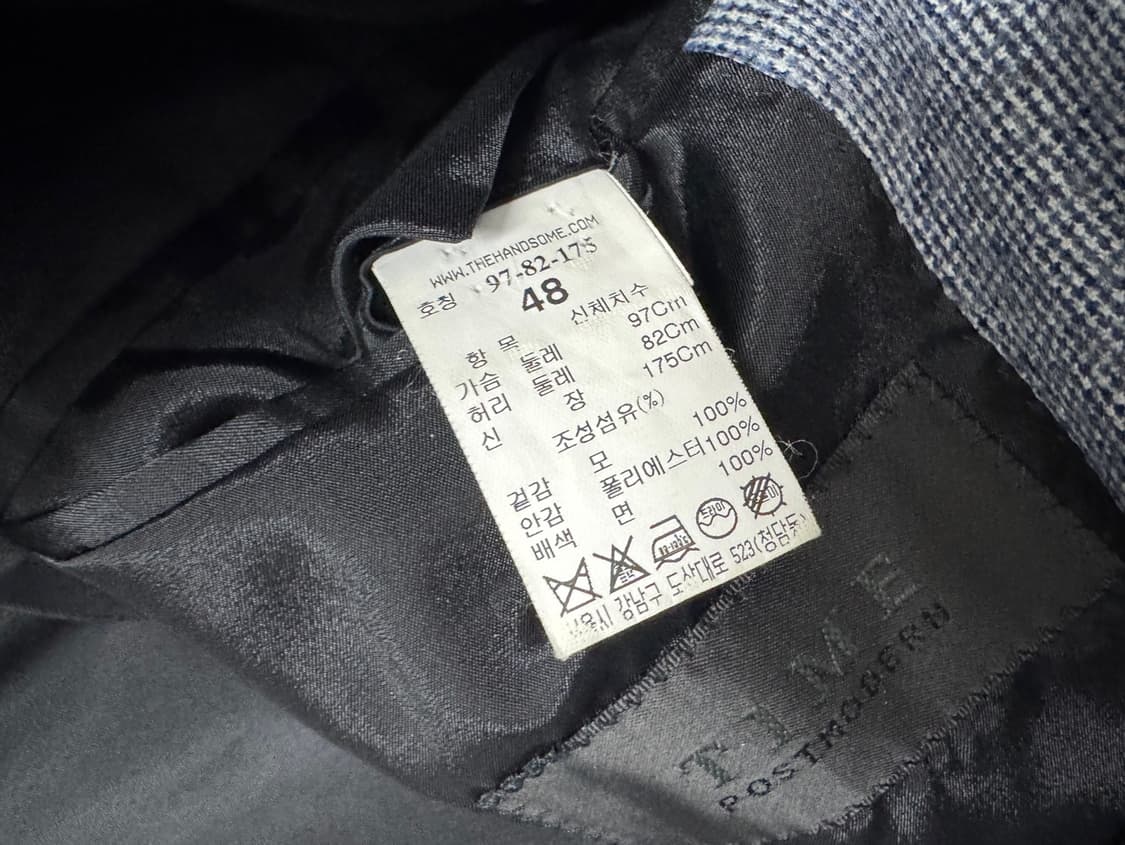 WWW.THEHANDSOME.COM
호칭 97-82-175
48
항 목 신체치수
가슴 둘레 97Cm
허리 둘레 82Cm
신 장 175Cm
조성섬유(%)
겉감 모 100%
안감 폴리에스터100%
배색 면 100%
드라이
서울시 강남구 도산대로 523(청담동)
TIME
POSTMODERN